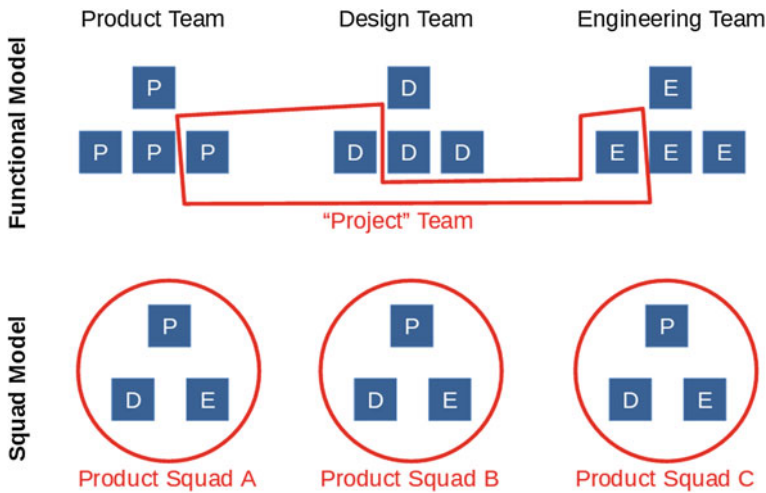 Product Team Design Team Engineering Team
Functional Model
P D E
P P P D D D E E E
“Project” Team
Squad Model
P P P
D E D E D E
Product Squad A Product Squad B Product Squad C